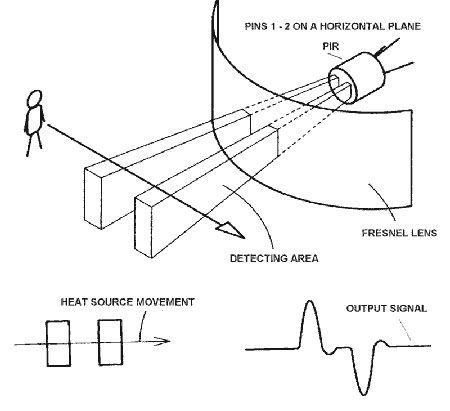 PINS 1 - 2 ON A HORIZONTAL PLANE
PIR
FRESNEL LENS
DETECTING AREA
HEAT SOURCE MOVEMENT
OUTPUT SIGNAL